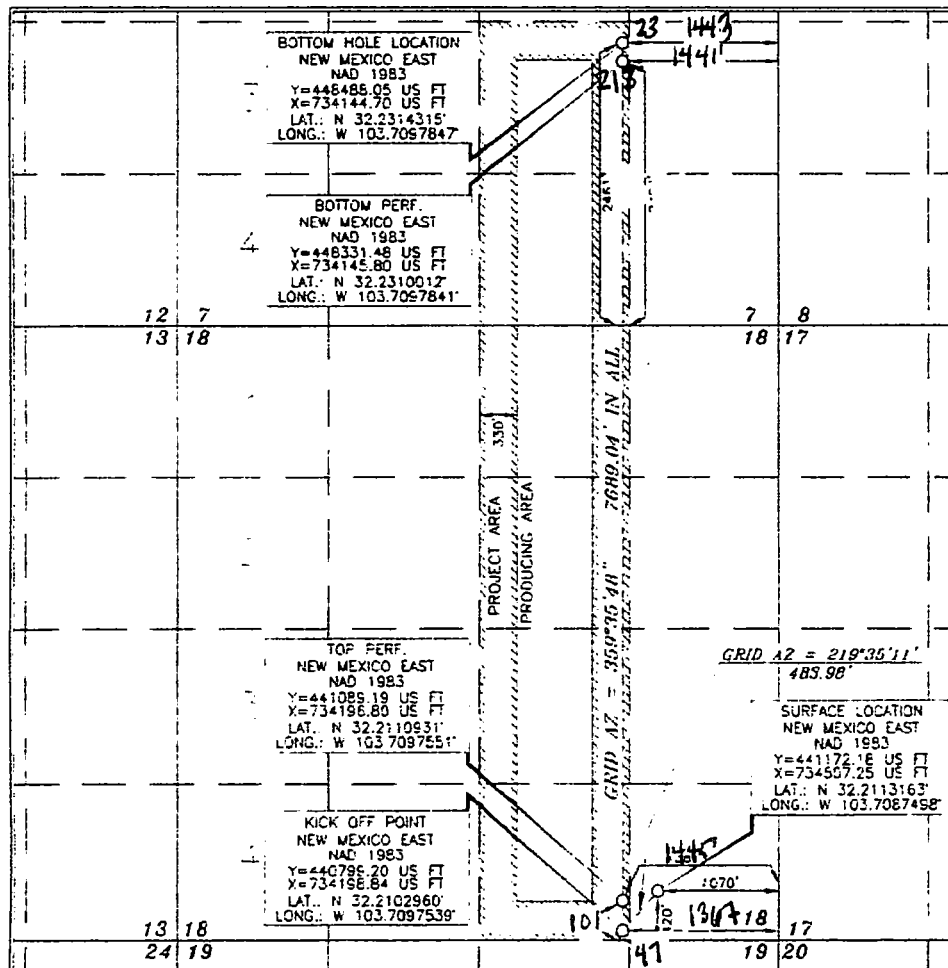 23 1443
1441'
218
BOTTOM HOLE LOCATION
NEW MEXICO EAST
NAD 1983
Y=448488.05 US FT
X=734144.70 US FT
LAT.: N 32.2314315°
LONG.: W 103.7097847°
BOTTOM PERF.
NEW MEXICO EAST
NAD 1983
Y=448331.48 US FT
X=734145.80 US FT
LAT.: N 32.2310012°
LONG.: W 103.7097841°
4
12 7
13 18
7 8
18 17
330'
PROJECT AREA
PRODUCING AREA
GRID AZ = 359°35'48" 7689.04' IN ALL
TOP PERF.
NEW MEXICO EAST
NAD 1983
Y=441089.19 US FT
X=734196.80 US FT
LAT.: N 32.2110931°
LONG.: W 103.7097551°
GRID AZ = 219°35'11"
483.98'
SURFACE LOCATION
NEW MEXICO EAST
NAD 1983
Y=441172.16 US FT
X=734507.25 US FT
LAT.: N 32.2113163°
LONG.: W 103.7087498°
KICK OFF POINT
NEW MEXICO EAST
NAD 1983
Y=440799.20 US FT
X=734198.84 US FT
LAT.: N 32.2102960°
LONG.: W 103.7097539°
1445
1070'
101
1367
18 17
19 20
13 18
24 19
47